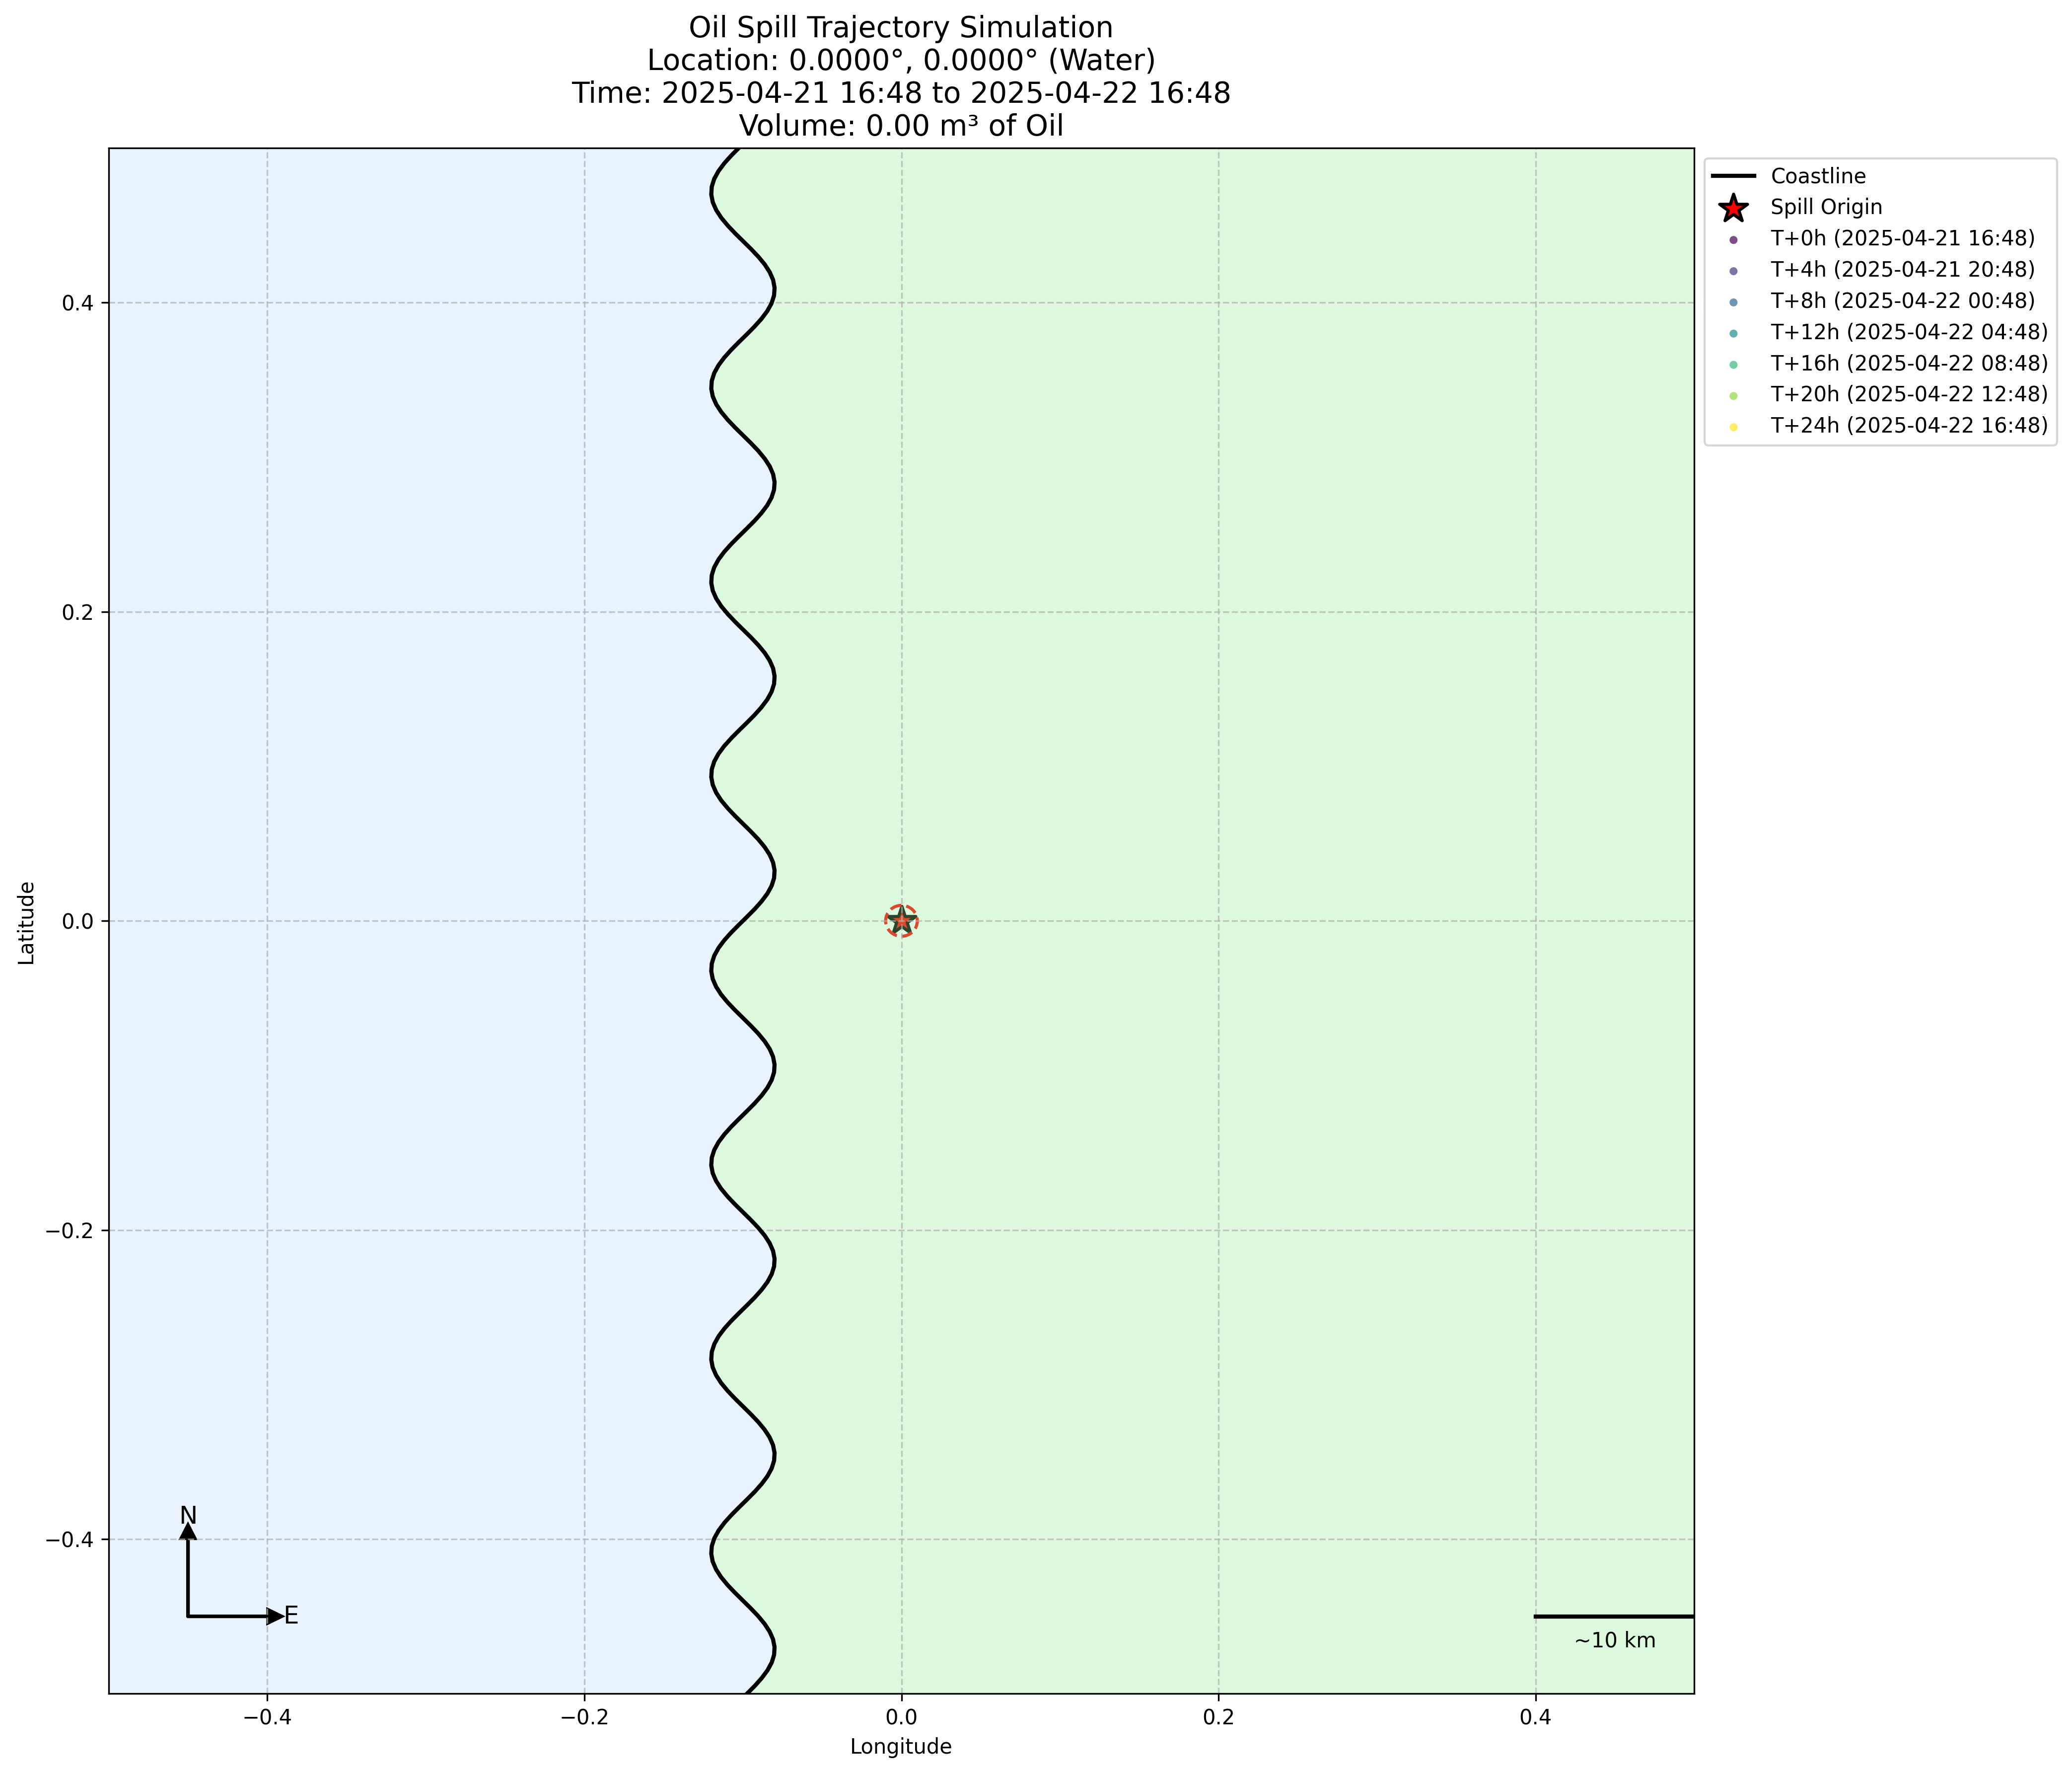 Oil Spill Trajectory Simulation
Location: 0.0000°, 0.0000° (Water)
Time: 2025-04-21 16:48 to 2025-04-22 16:48
Volume: 0.00 m³ of Oil
Coastline
Spill Origin
T+0h (2025-04-21 16:48)
T+4h (2025-04-21 20:48)
T+8h (2025-04-22 00:48)
T+12h (2025-04-22 04:48)
T+16h (2025-04-22 08:48)
T+20h (2025-04-22 12:48)
T+24h (2025-04-22 16:48)
0.4
0.2
0.0
−0.2
−0.4
Latitude
N
E
~10 km
−0.4
−0.2
0.0
0.2
0.4
Longitude